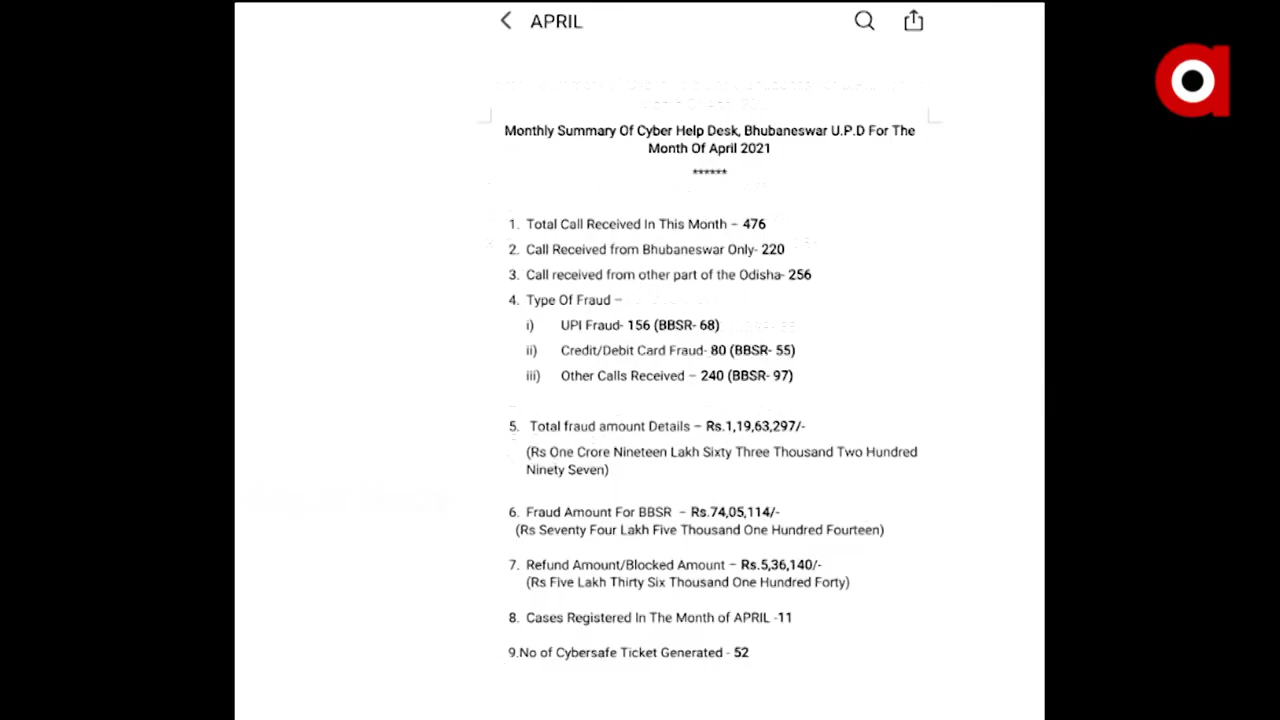 APRIL
Monthly Summary Of Cyber Help Desk, Bhubaneswar U.P.D For The
Month Of April 2021
******
1. Total Call Received In This Month – 476
2. Call Received from Bhubaneswar Only- 220
3. Call received from other part of the Odisha- 256
4. Type Of Fraud –
i) UPI Fraud- 156 (BBSR- 68)
ii) Credit/Debit Card Fraud- 80 (BBSR- 55)
iii) Other Calls Received – 240 (BBSR- 97)
5. Total fraud amount Details – Rs.1,19,63,297/-
(Rs One Crore Nineteen Lakh Sixty Three Thousand Two Hundred
Ninety Seven)
6. Fraud Amount For BBSR – Rs.74,05,114/-
(Rs Seventy Four Lakh Five Thousand One Hundred Fourteen)
7. Refund Amount/Blocked Amount – Rs.5,36,140/-
(Rs Five Lakh Thirty Six Thousand One Hundred Forty)
8. Cases Registered In The Month of APRIL -11
9.No of Cybersafe Ticket Generated - 52